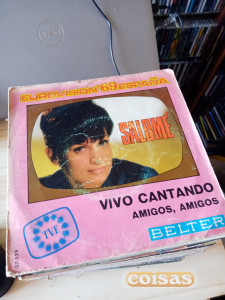 EUROVISION '69 ESPAÑA
SALOMÉ
VIVO CANTANDO
AMIGOS, AMIGOS
TVE
BELTER
coisas